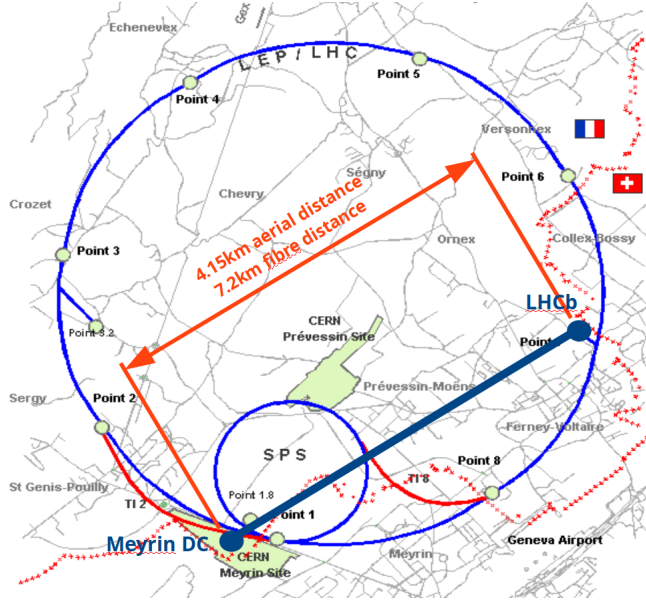 Echenevex
Gex
LEP/LHC
Point 5
Point 4
Versonnex
Ségny
Point 6
Chevry
4.15km aerial distance
7.2km fibre distance
Crozet
Collex-Bossy
Ornex
Point 3
LHCb
CERN
Prévessin Site
Point 3.2
Point
Prévessin-Moëns
Sergy
Point 2
Ferney-Voltaire
SPS
Point 8
St Genis-Pouilly
TI 8
Point 1.8
TI 2
Point 1
Geneva Airport
Meyrin DC
Meyrin
CERN
Meyrin Site